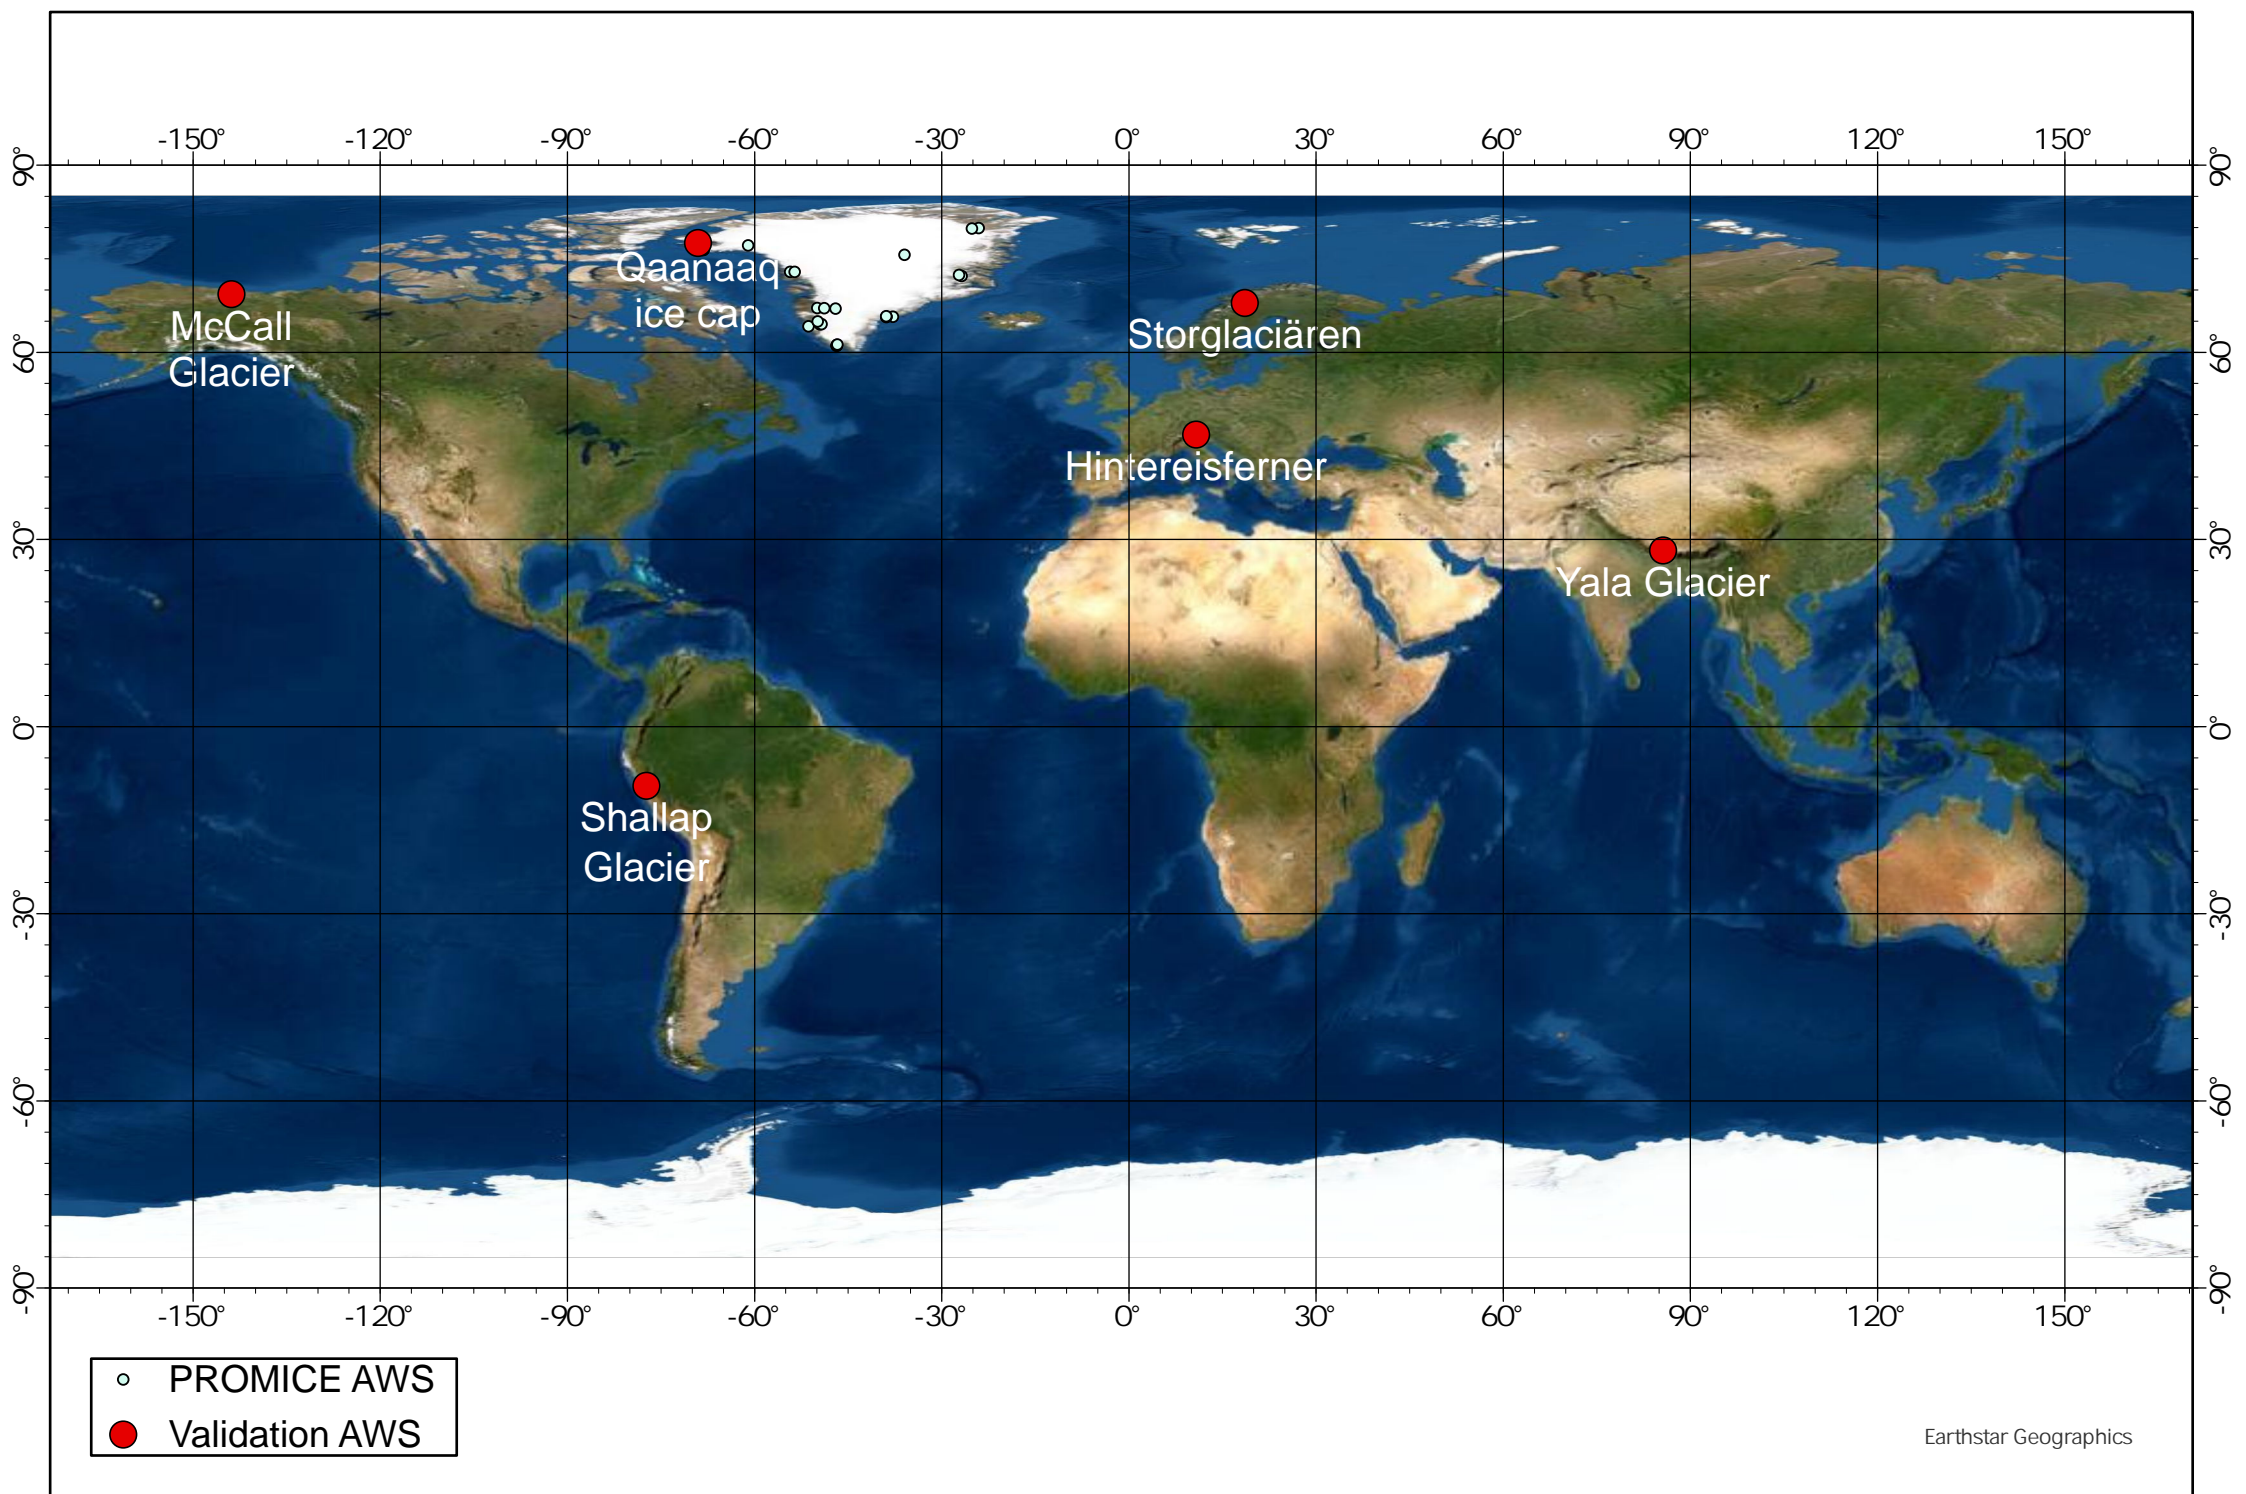 -150° -120° -90° -60° -30° 0° 30° 60° 90° 120° 150°
90° 90°
Qaanaaq
ice cap
McCall
Glacier
Storglaciären
60° 60°
Hintereisferner
30° 30°
Yala Glacier
0° 0°
Shallap
Glacier
-30° -30°
-60° -60°
-90° -90°
-150° -120° -90° -60° -30° 0° 30° 60° 90° 120° 150°
PROMICE AWS
Validation AWS
Earthstar Geographics